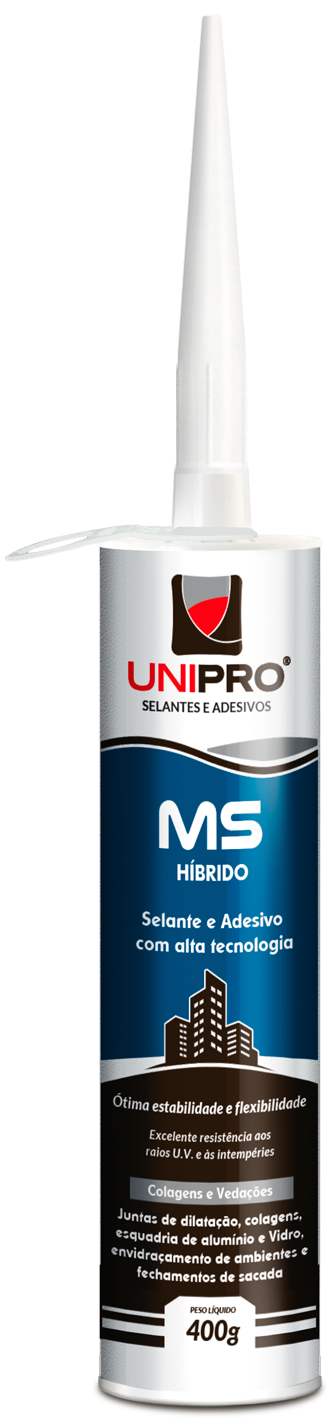 UNIPRO®
SELANTES E ADESIVOS
MS
HÍBRIDO
Selante e Adesivo
com alta tecnologia
Ótima estabilidade e flexibilidade
Excelente resistência aos
raios U.V. e às intempéries
Colagens e Vedações
Juntas de dilatação, colagens,
esquadria de alumínio e Vidro,
envidraçamento de ambientes e
fechamentos de sacada
PESO LÍQUIDO
400g